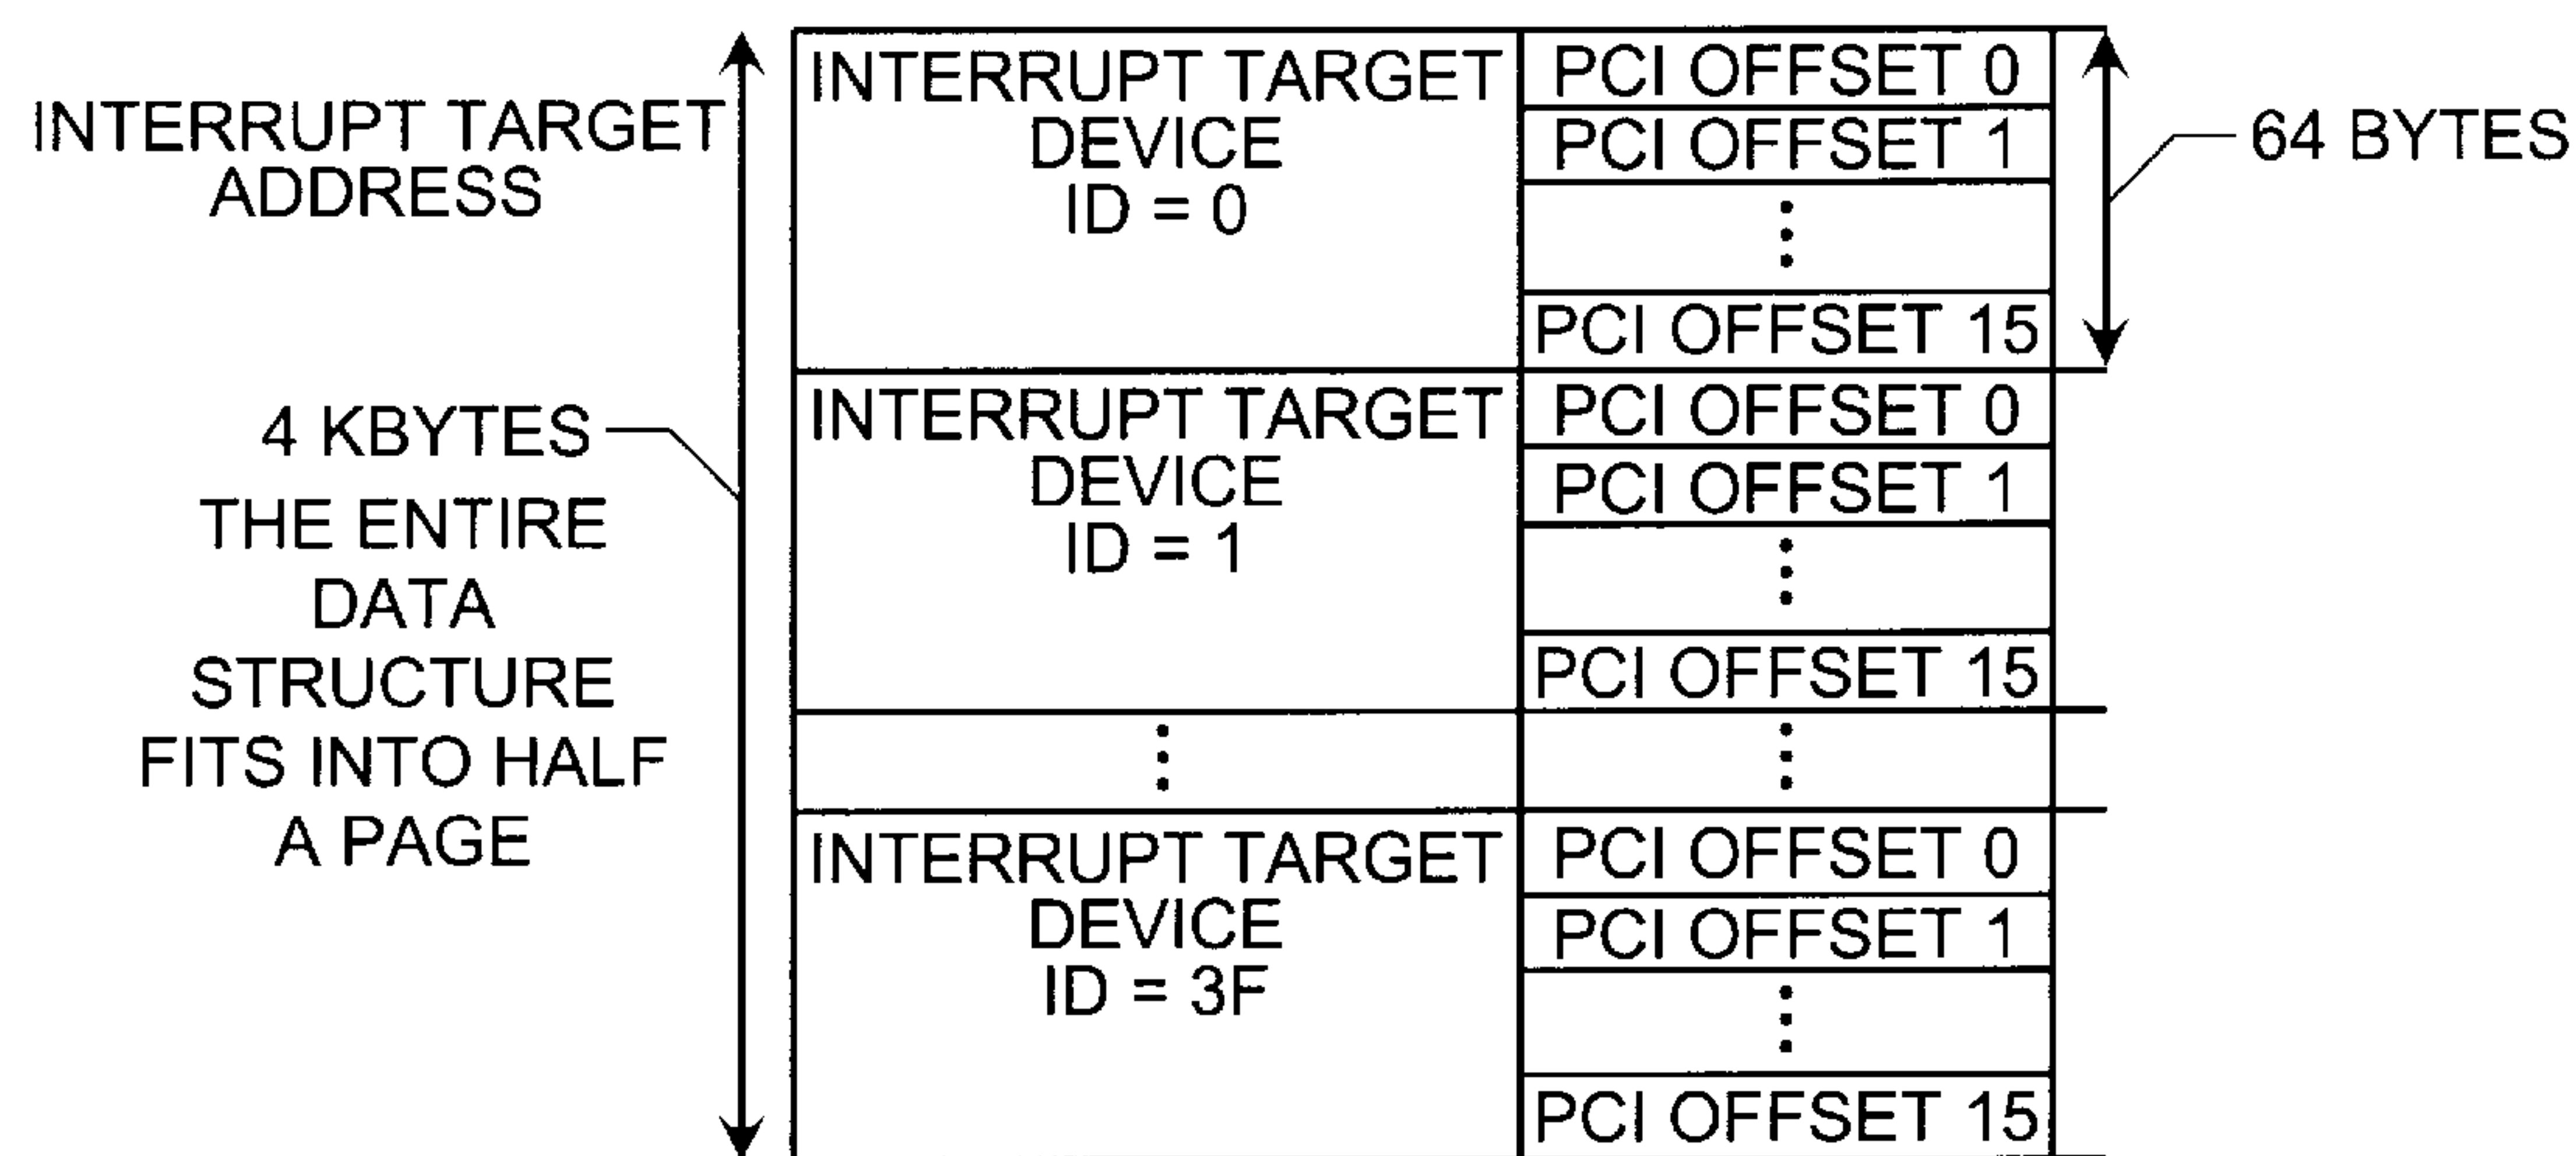 INTERRUPT TARGET
ADDRESS
4 KBYTES
THE ENTIRE
DATA
STRUCTURE
FITS INTO HALF
A PAGE
INTERRUPT TARGET
DEVICE
ID = 0
PCI OFFSET 0
PCI OFFSET 1
PCI OFFSET 15
64 BYTES
INTERRUPT TARGET
DEVICE
ID = 1
PCI OFFSET 0
PCI OFFSET 1
PCI OFFSET 15
INTERRUPT TARGET
DEVICE
ID = 3F
PCI OFFSET 0
PCI OFFSET 1
PCI OFFSET 15